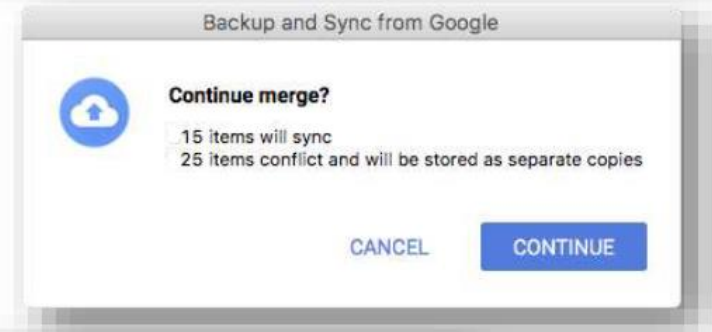 Backup and Sync from Google
Continue merge?
15 items will sync
25 items conflict and will be stored as separate copies
CANCEL
CONTINUE